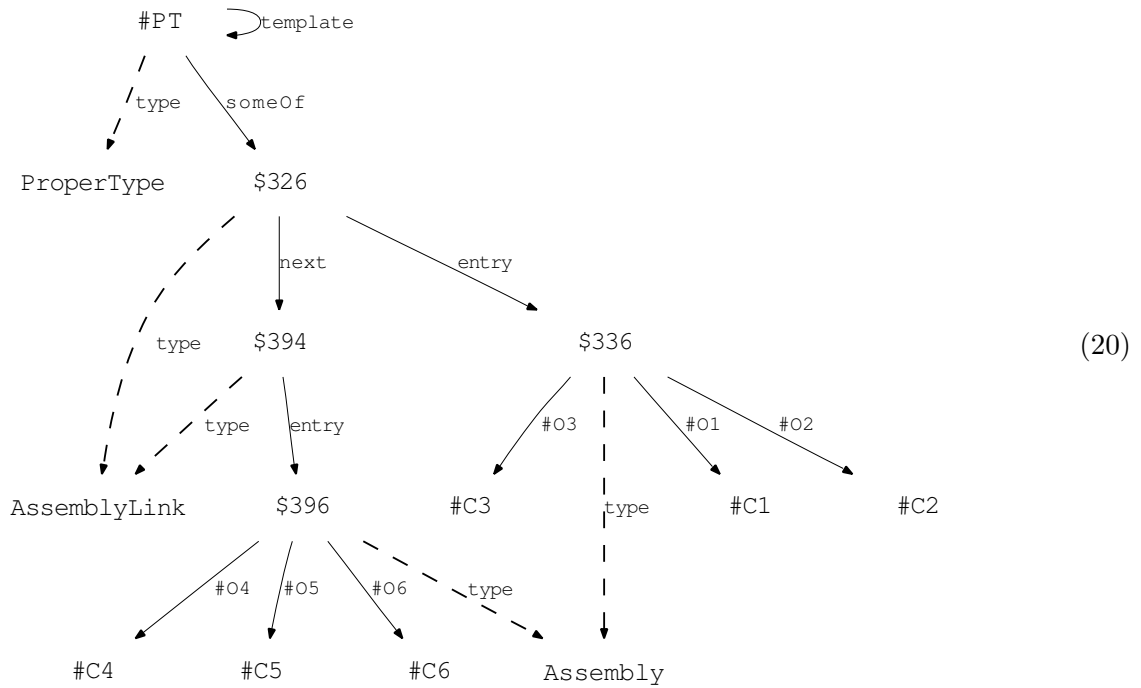 #PT template
type someOf
ProperType $326
next entry
type $394 $336 (20)
type entry #O3 #O1 #O2
AssemblyLink $396 #C3 type #C1 #C2
#O4 #O5 #O6 type
#C4 #C5 #C6 Assembly